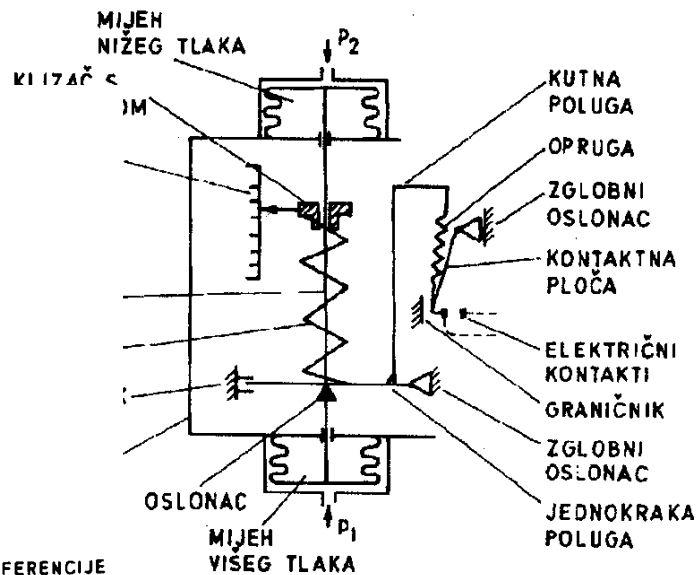 MIJEH
NIŽEG TLAKA
P2
KLIZAČ S
OM
KUTNA
POLUGA
OPRUGA
ZGLOBNI
OSLONAC
KONTAKTNA
PLOČA
ELEKTRIČNI
KONTAKTI
GRANIČNIK
ZGLOBNI
OSLONAC
JEDNOKRAKA
POLUGA
OSLONAC
P1
MIJEH
VIŠEG TLAKA
FERENCIJE